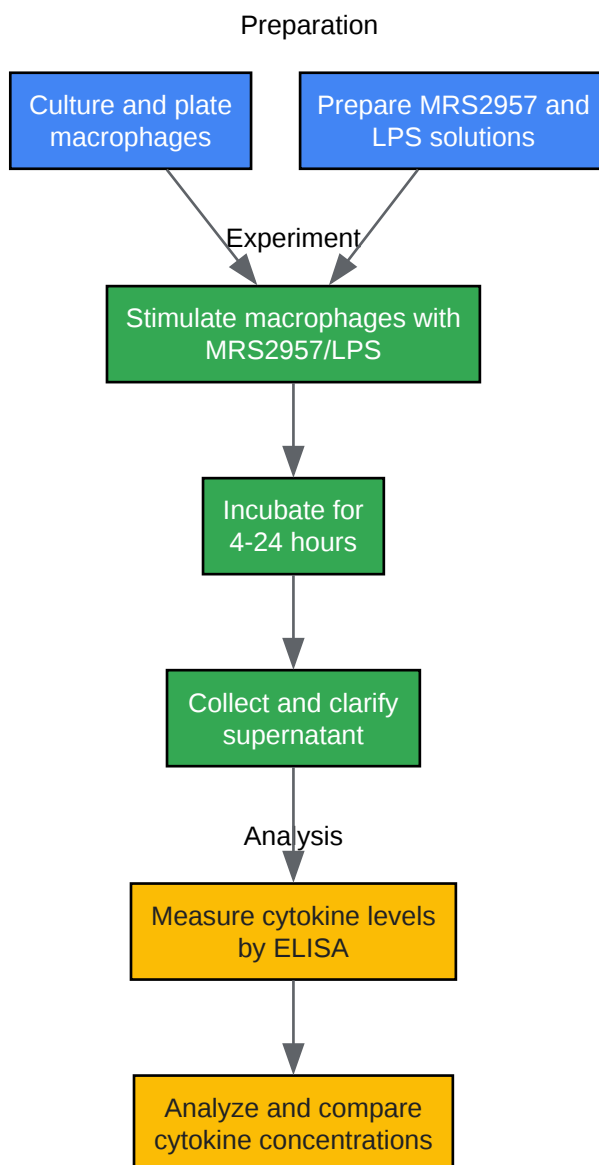 Preparation
Culture and plate
macrophages
Prepare MRS2957 and
LPS solutions
Experiment
Stimulate macrophages with
MRS2957/LPS
Incubate for
4-24 hours
Collect and clarify
supernatant
Analysis
Measure cytokine levels
by ELISA
Analyze and compare
cytokine concentrations